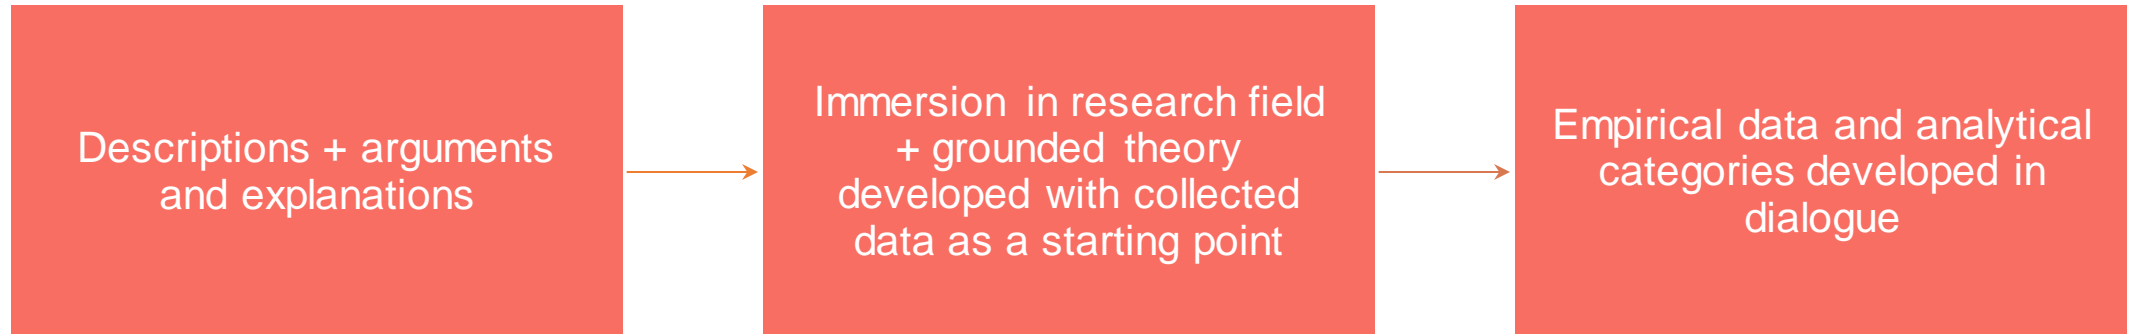 Descriptions + arguments
and explanations
Immersion in research field
+ grounded theory
developed with collected
data as a starting point
Empirical data and analytical
categories developed in
dialogue